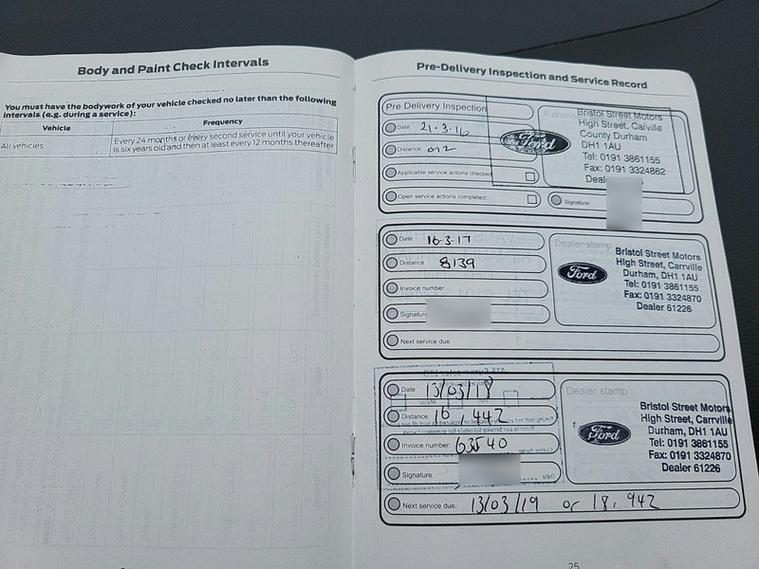 Body and Paint Check Intervals
You must have the bodywork of your vehicle checked no later than the following
intervals (e.g. during a service):
Vehicle Frequency
All vehicles Every 24 months or every second service until your vehicle
is six years old and then at least every 12 months thereafter
Pre-Delivery Inspection and Service Record
Pre Delivery Inspection
Date 21-3-16
Distance 012
Applicable service actions checked
Open service actions completed:
Signature
Ford
Bristol Street Motors
High Street, Carville
County Durham
DH1 1AU
Tel: 0191 3861155
Fax: 0191 3324862
Deal
Date 16-3-17
Distance 8139
Invoice number
Signature
Next service due:
Dealer stamp
Ford
Bristol Street Motors
High Street, Carrville
Durham, DH1 1AU
Tel: 0191 3861155
Fax: 0191 3324870
Dealer 61226
Date 13/03/18
Distance 16,442
Invoice number: 63540
Signature:
Next service due: 13/03/19 or 18,942
Dealer stamp
Ford
Bristol Street Motors
High Street, Carrville
Durham, DH1 1AU
Tel: 0191 3861155
Fax: 0191 3324870
Dealer 61226
25